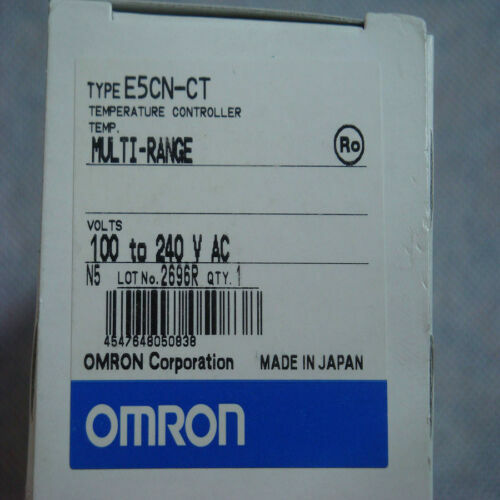 TYPE E5CN-CT
TEMPERATURE CONTROLLER
TEMP.
MULTI-RANGE
Ro
VOLTS
100 to 240 V AC
N5 LOT No. 2696R QTY. 1
4547648050838
OMRON Corporation MADE IN JAPAN
OMRON